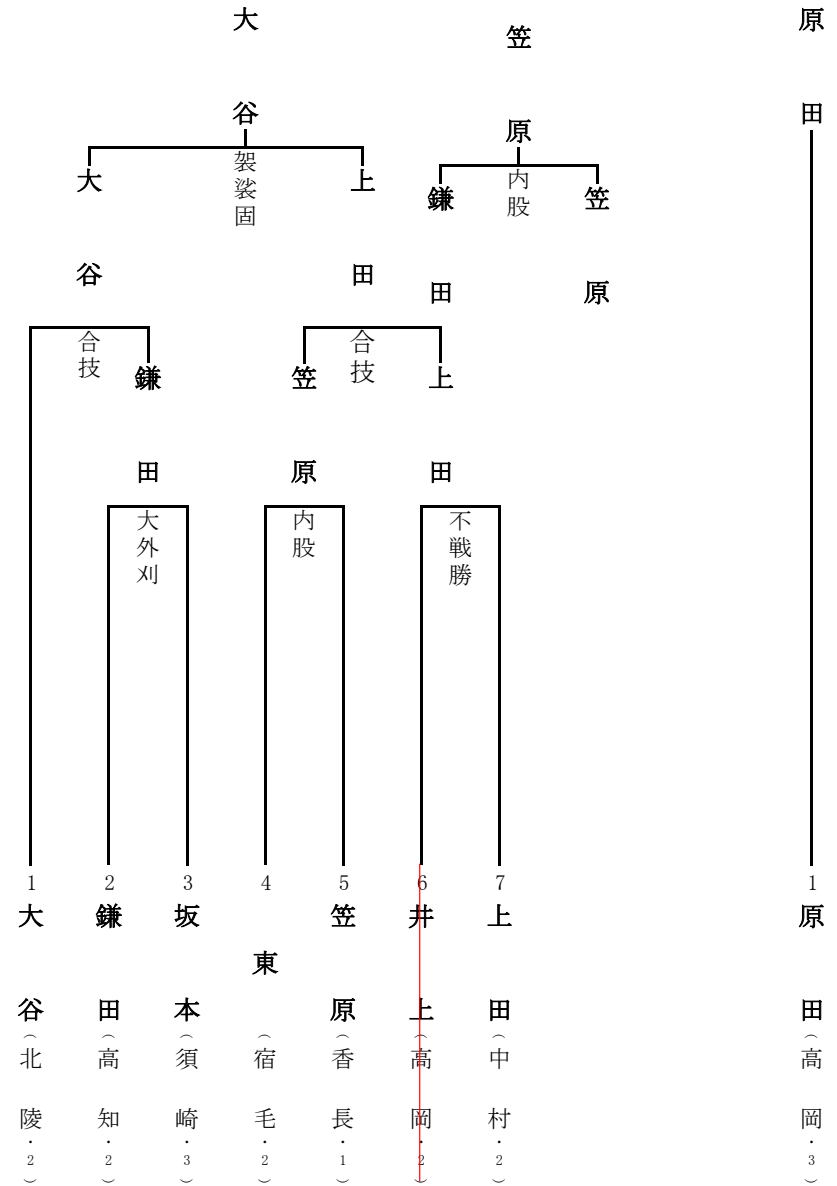 大谷
笠原
原田
大谷
袈裟固
上田
鎌田
内股
笠原
合技
鎌田
笠原
合技
上田
大外刈
内股
不戦勝
1 大谷（北陵・2）
2 鎌田（高知・2）
3 坂本（須崎・3）
4 東（宿毛・2）
5 笠原（香長・1）
6 井上（高岡・2）
7 上田（中村・2）
1 原田（高岡・3）